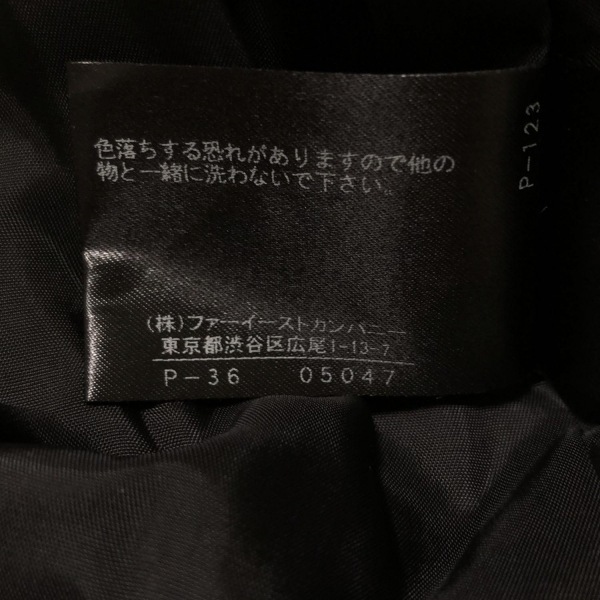 色落ちする恐れがありますので他の
物と一緒に洗わないで下さい。
(株)ファーイーストカンパニー
東京都渋谷区広尾1-13-7
P-36 05047
P-123